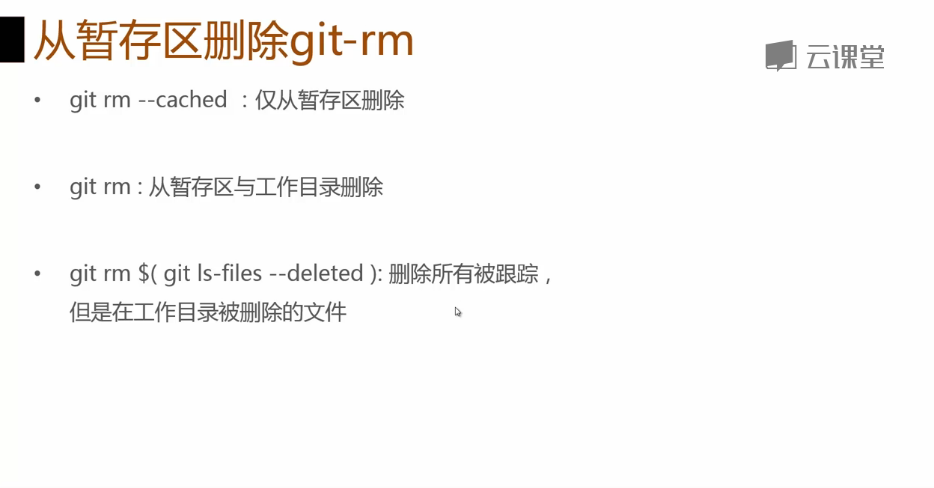 从暂存区删除git-rm
云课堂
• git rm --cached ：仅从暂存区删除
• git rm : 从暂存区与工作目录删除
• git rm $( git ls-files --deleted ): 删除所有被跟踪，
但是在工作目录被删除的文件